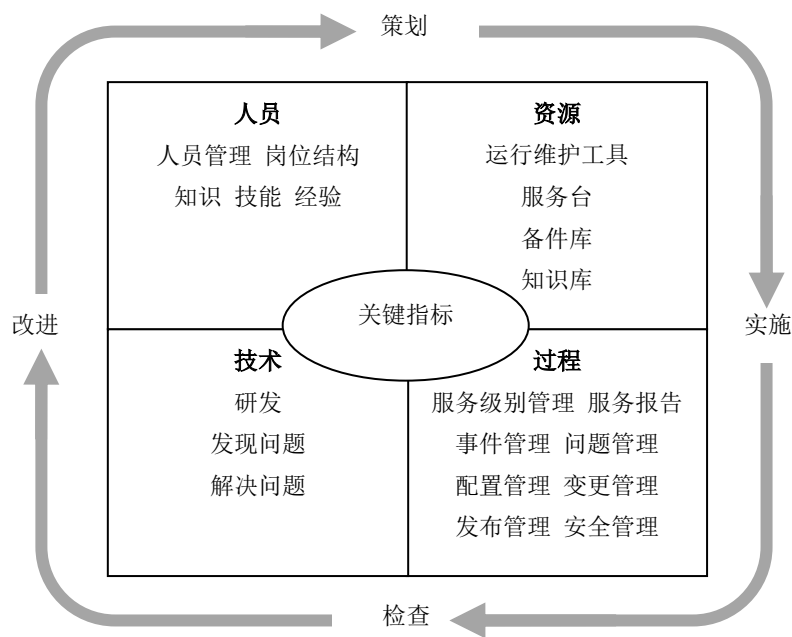 策划
人员
人员管理 岗位结构
知识 技能 经验
资源
运行维护工具
服务台
备件库
知识库
改进
关键指标
实施
技术
研发
发现问题
解决问题
过程
服务级别管理 服务报告
事件管理 问题管理
配置管理 变更管理
发布管理 安全管理
检查